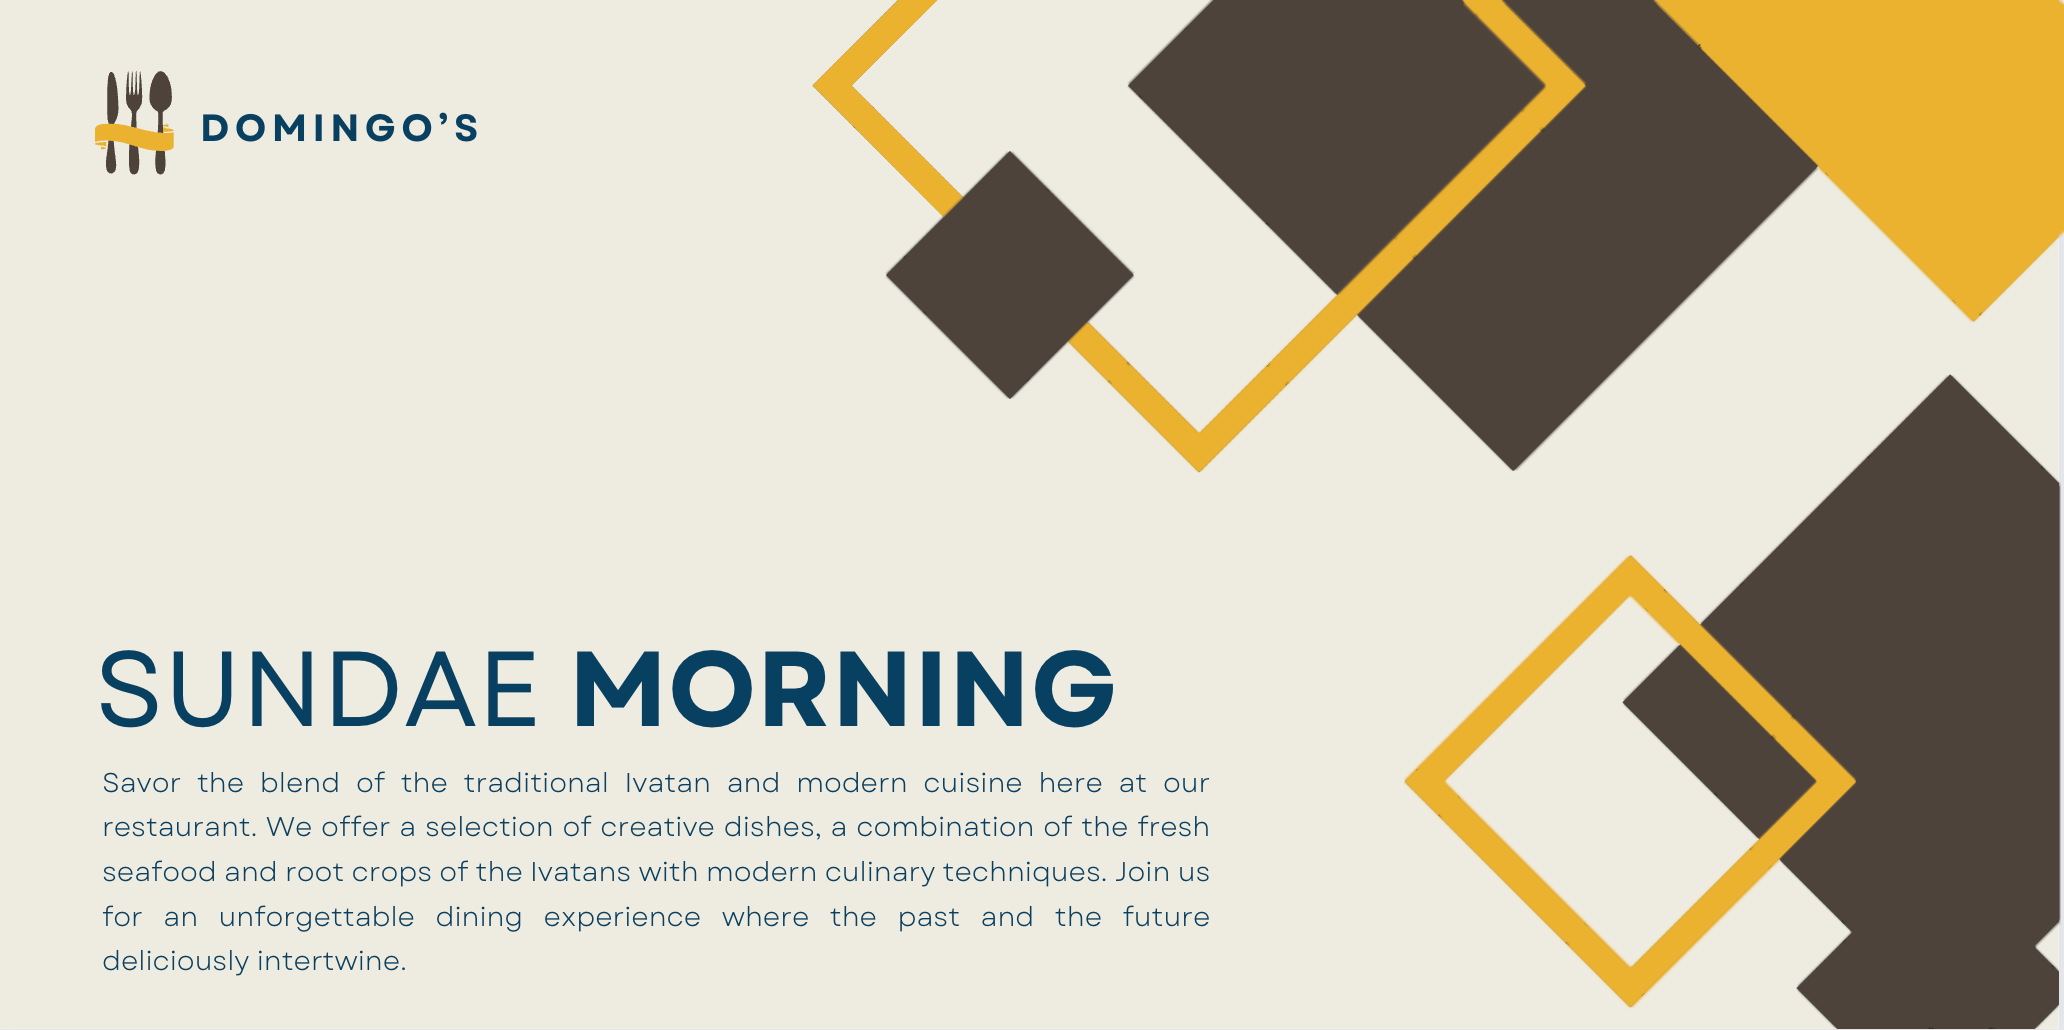 DOMINGO’S
SUNDAE MORNING
Savor the blend of the traditional Ivatan and modern cuisine here at our
restaurant. We offer a selection of creative dishes, a combination of the fresh
seafood and root crops of the Ivatans with modern culinary techniques. Join us
for an unforgettable dining experience where the past and the future
deliciously intertwine.